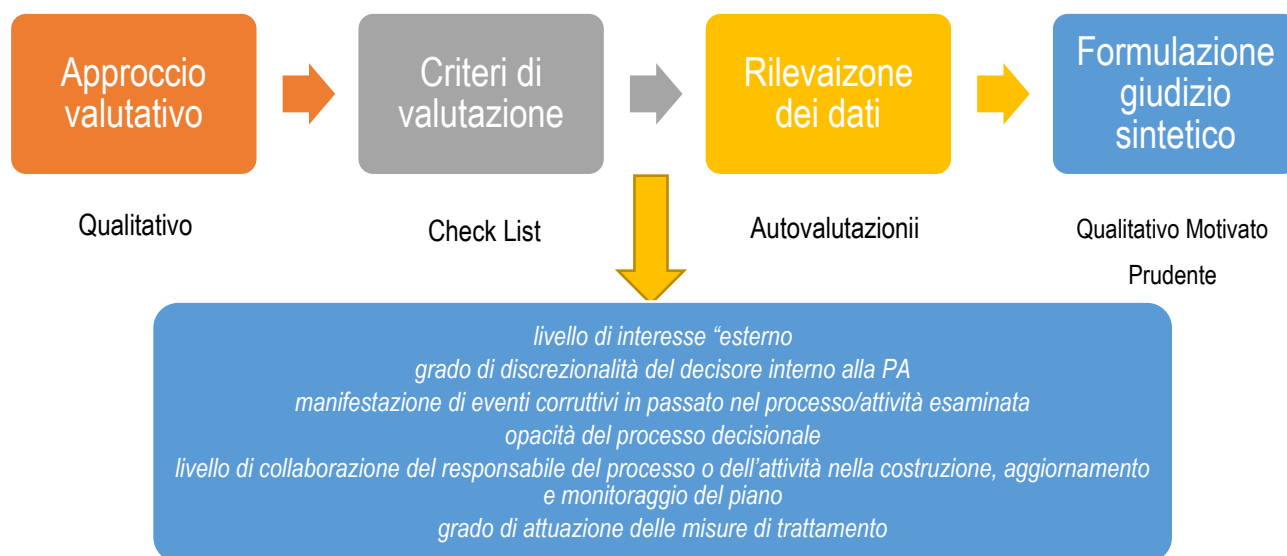 Approccio
valutativo
Criteri di
valutazione
Rilevaizone
dei dati
Formulazione
giudizio
sintetico
Qualitativo
Check List
Autovalutazionii
Qualitativo Motivato
Prudente
livello di interesse “esterno
grado di discrezionalità del decisore interno alla PA
manifestazione di eventi corruttivi in passato nel processo/attività esaminata
opacità del processo decisionale
livello di collaborazione del responsabile del processo o dell’attività nella costruzione, aggiornamento
e monitoraggio del piano
grado di attuazione delle misure di trattamento